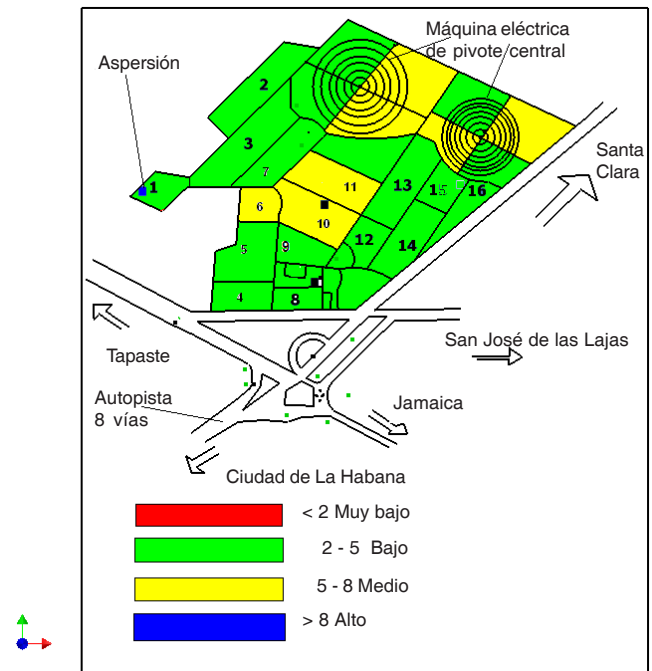 Máquina eléctrica
de pivote central
Aspersión
2
3
7
1
6
11
10
13
15
16
Santa
Clara
5
9
12
14
4
8
Tapaste
San José de las Lajas
Autopista
8 vías
Jamaica
Ciudad de La Habana
< 2 Muy bajo
2 - 5 Bajo
5 - 8 Medio
> 8 Alto